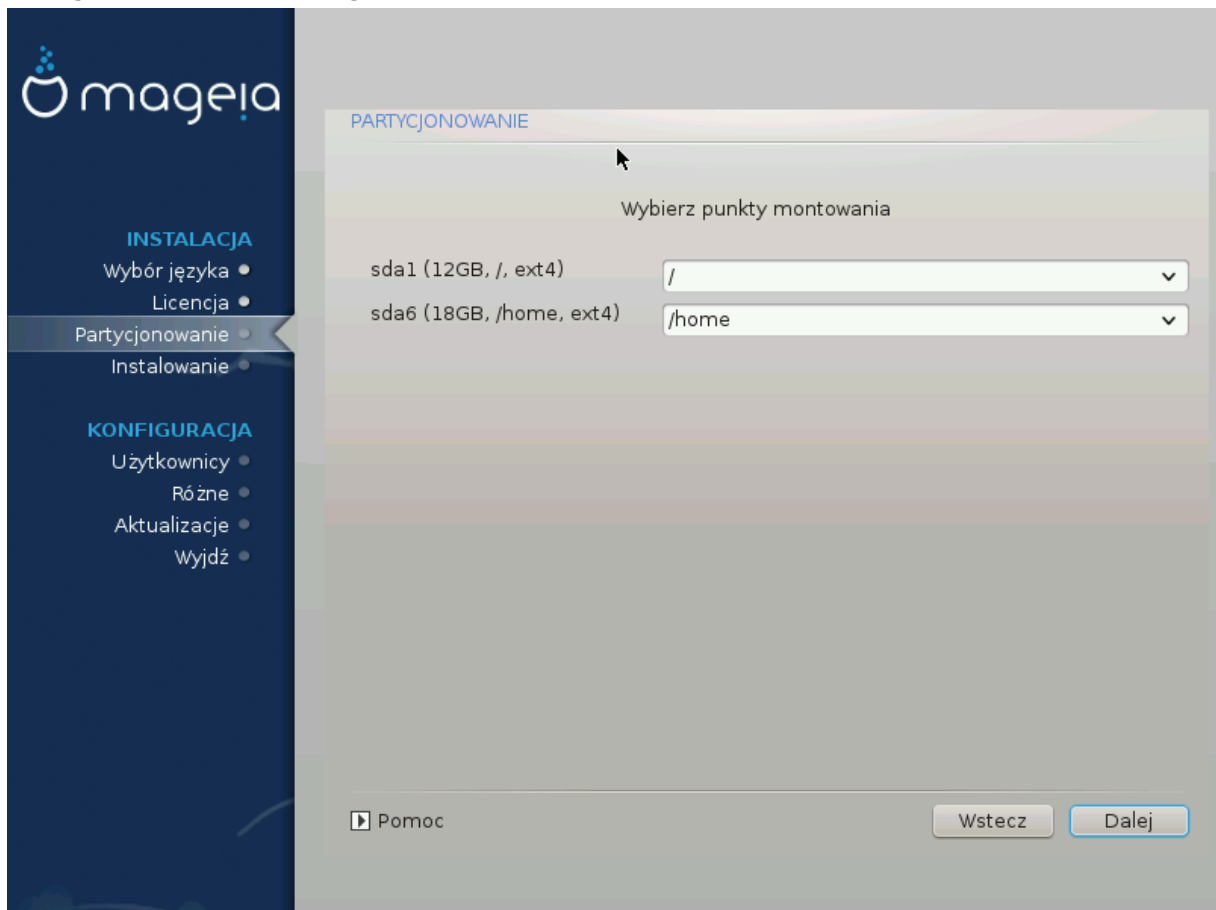 mageia
INSTALACJA
Wybór języka
Licencja
Partycjonowanie
Instalowanie
KONFIGURACJA
Użytkownicy
Różne
Aktualizacje
Wyjdź
PARTYCJONOWANIE
Wybierz punkty montowania
sda1 (12GB, /, ext4) /
sda6 (18GB, /home, ext4) /home
Pomoc Wstecz Dalej